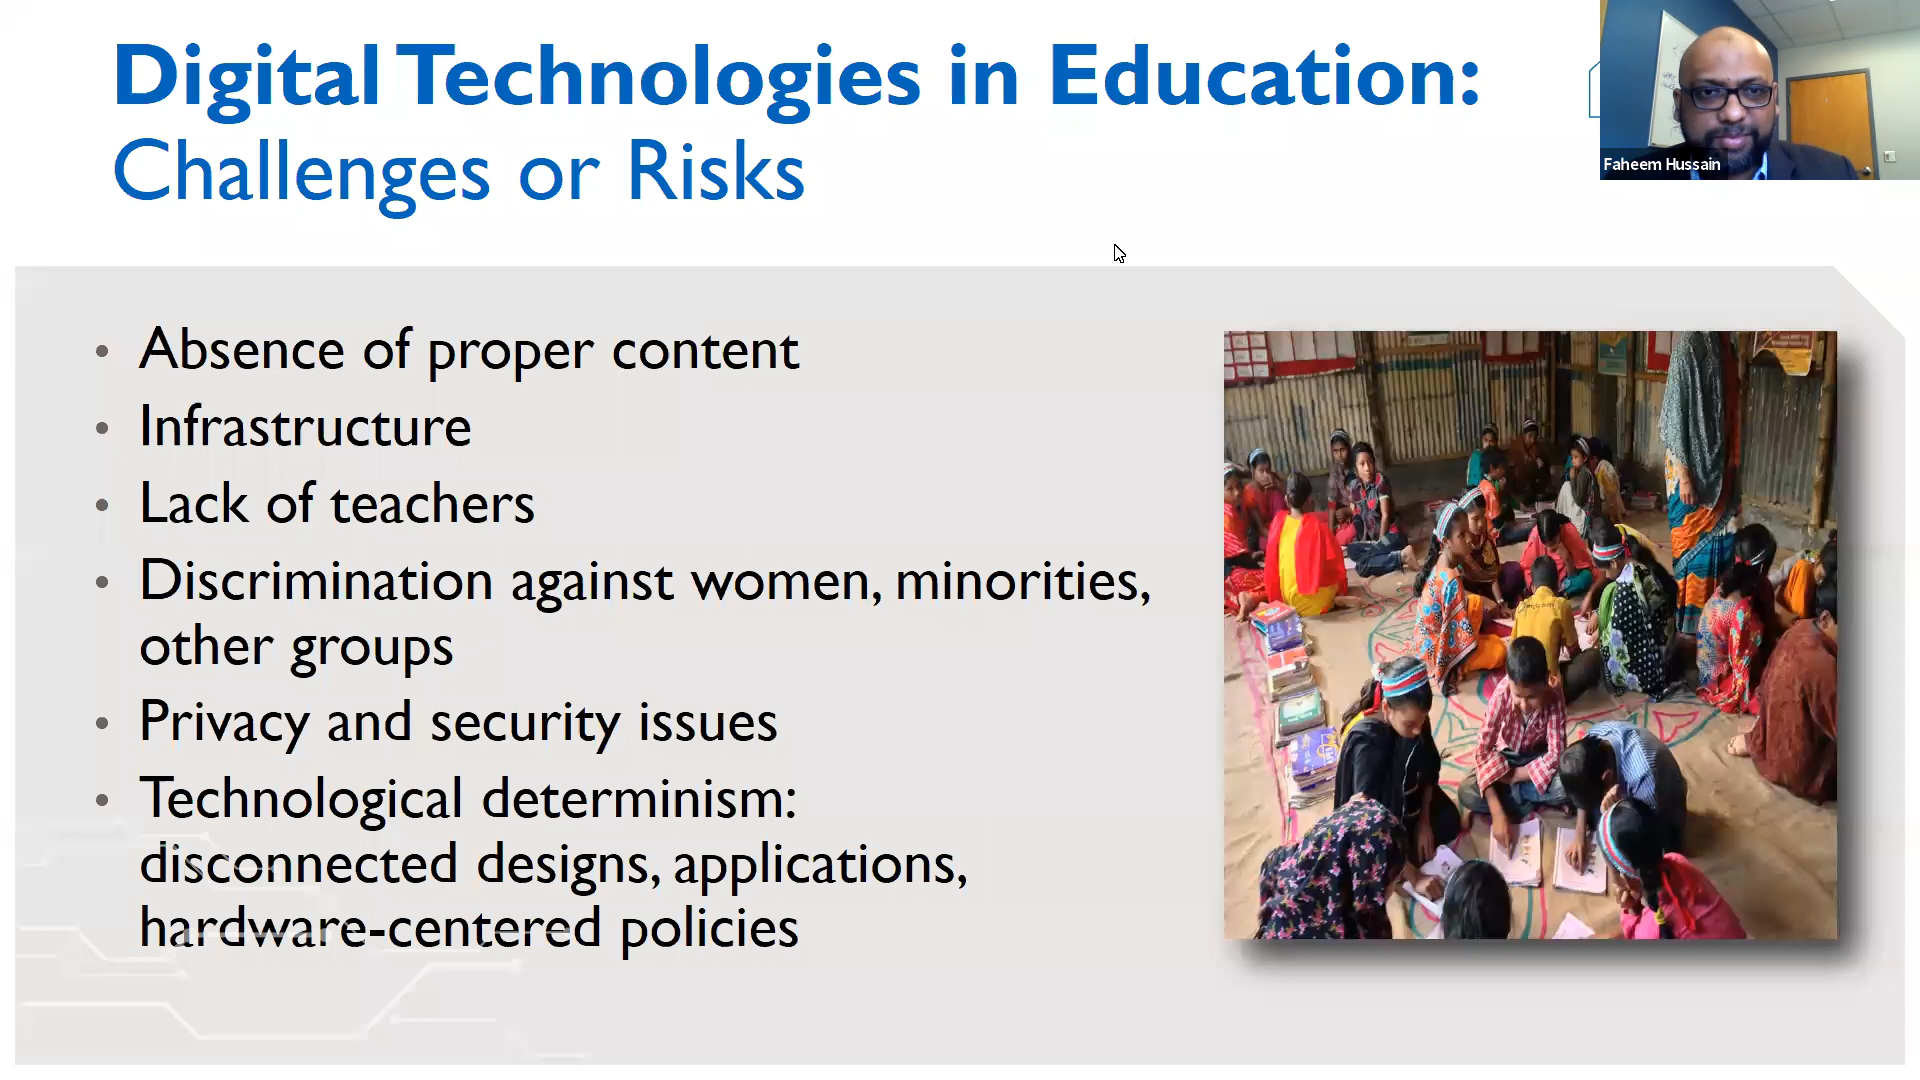 Digital Technologies in Education:
Challenges or Risks
Faheem Hussain
• Absence of proper content
• Infrastructure
• Lack of teachers
• Discrimination against women, minorities,
other groups
• Privacy and security issues
• Technological determinism:
disconnected designs, applications,
hardware-centered policies